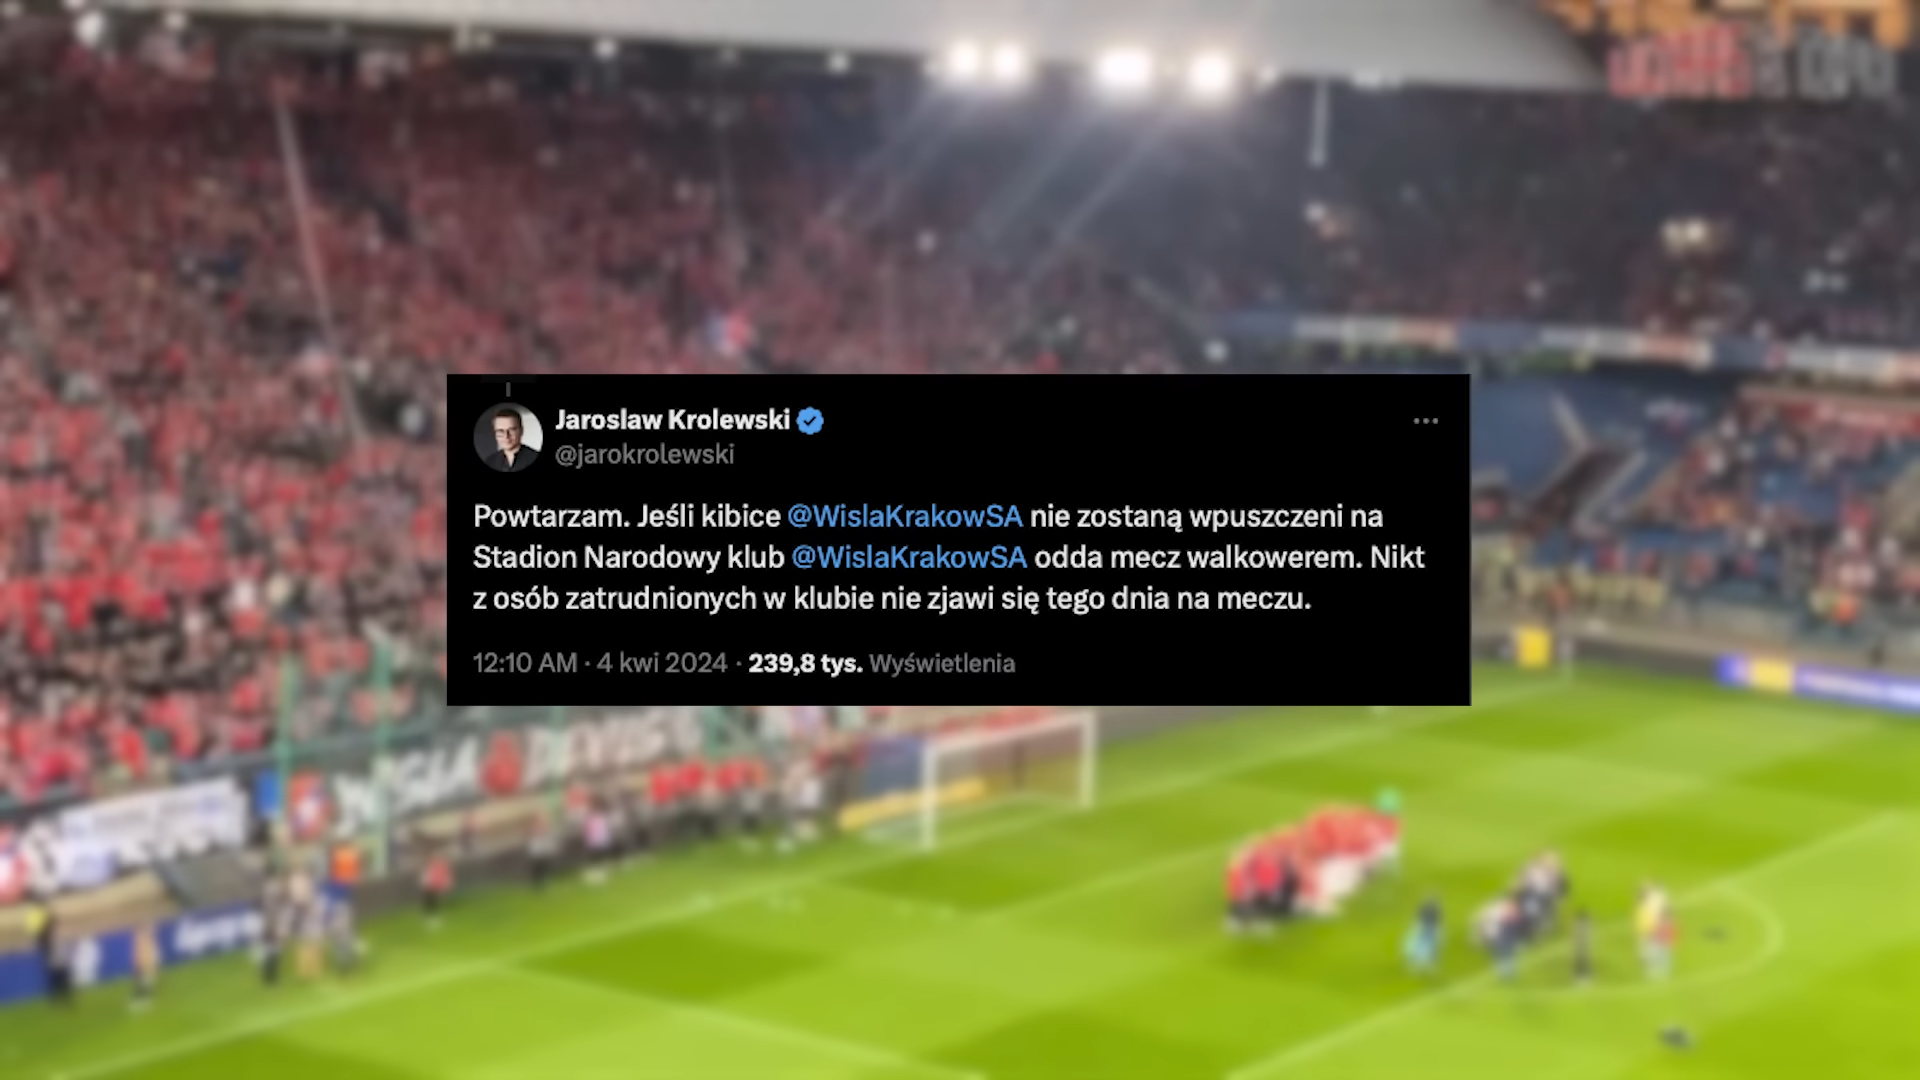 Jaroslaw Krolewski
@jarokrolewski
Powtarzam. Jeśli kibice @WislaKrakowSA nie zostaną wpuszczeni na
Stadion Narodowy klub @WislaKrakowSA odda mecz walkowerem. Nikt
z osób zatrudnionych w klubie nie zjawi się tego dnia na meczu.
12:10 AM · 4 kwi 2024 · 239,8 tys. Wyświetlenia
WISŁA